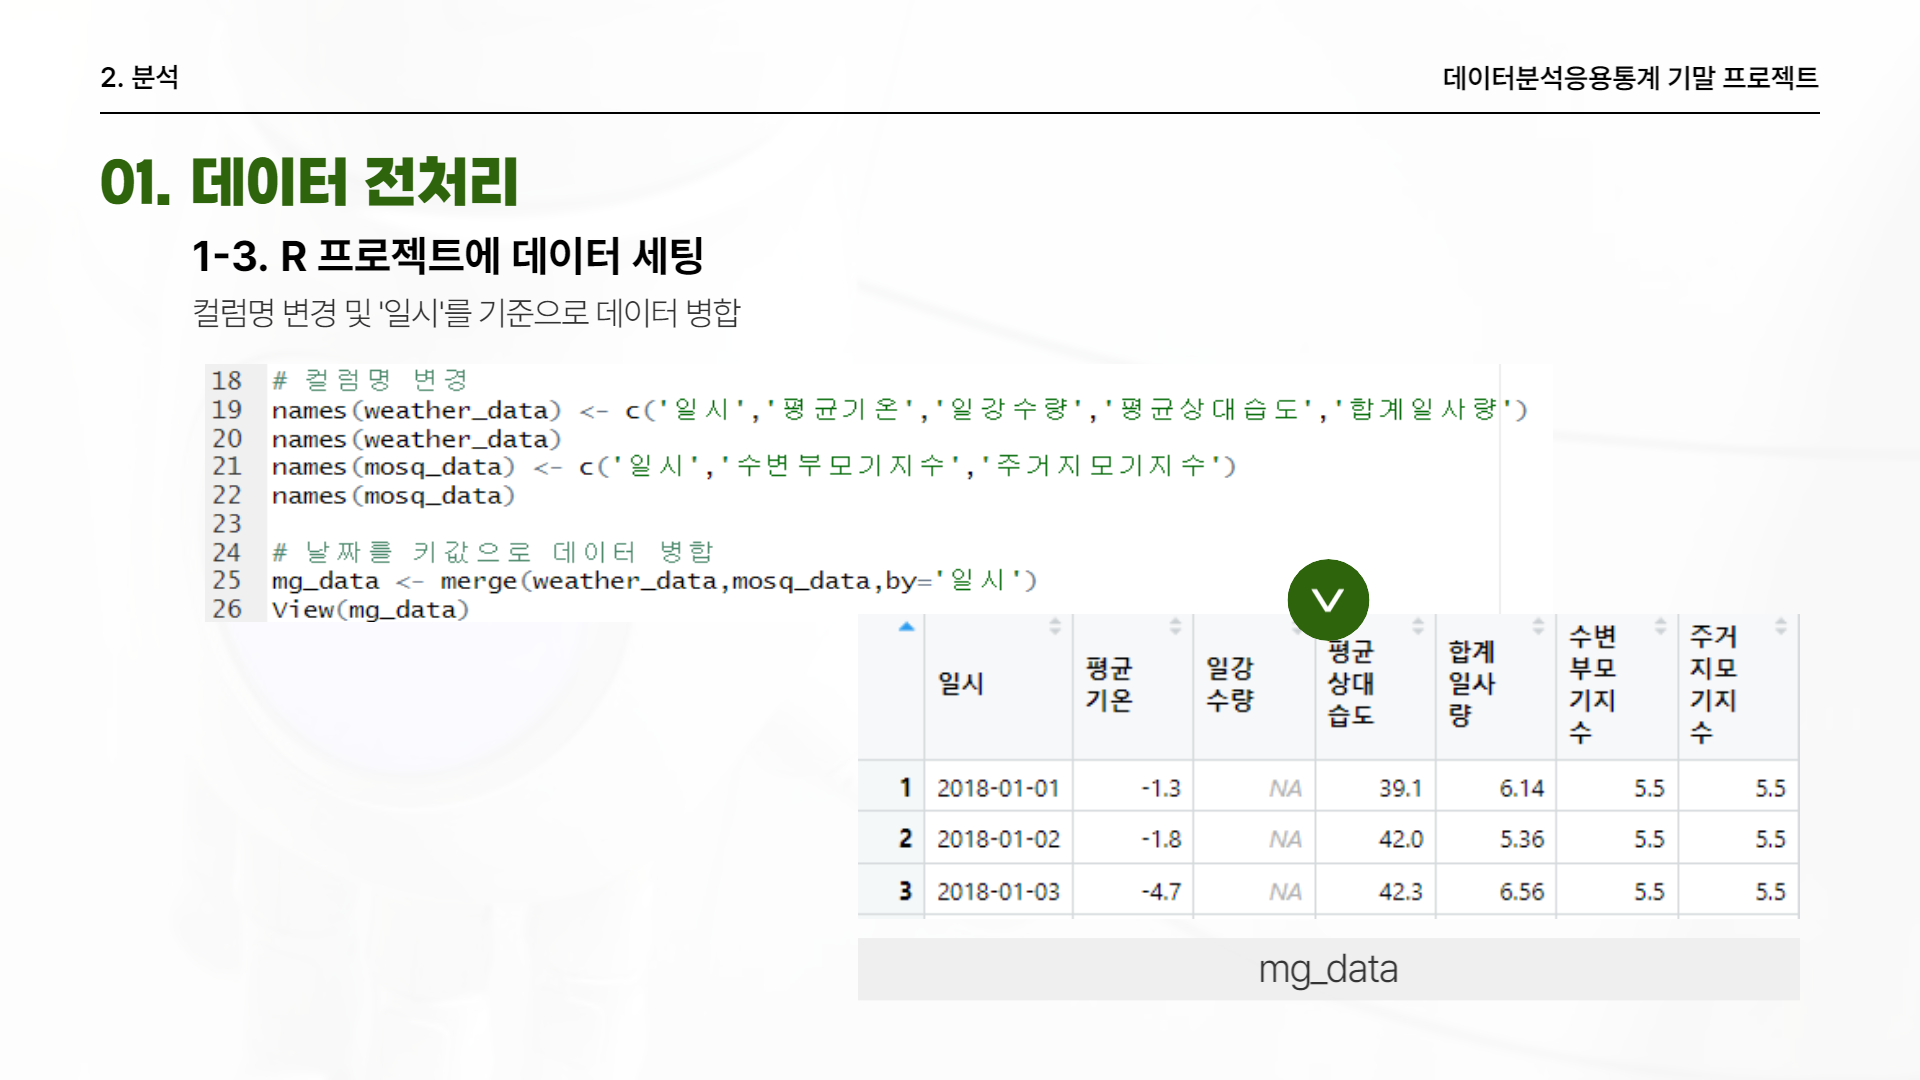 2. 분석
데이터분석응용통계 기말 프로젝트
01. 데이터 전처리
1-3. R 프로젝트에 데이터 세팅
컬럼명 변경 및 '일시'를 기준으로 데이터 병합
18 # 컬럼명 변경
19 names(weather_data) <- c('일시','평균기온','일강수량','평균상대습도','합계일사량')
20 names(weather_data)
21 names(mosq_data) <- c('일시','수변부모기지수','주거지모기지수')
22 names(mosq_data)
23
24 # 날짜를 키값으로 데이터 병합
25 mg_data <- merge(weather_data,mosq_data,by='일시')
26 View(mg_data)
일시
평균
기온
일강
수량
평균
상대
습도
합계
일사
량
수변
부모
기지
수
주거
지모
기지
수
1 2018-01-01 -1.3 NA 39.1 6.14 5.5 5.5
2 2018-01-02 -1.8 NA 42.0 5.36 5.5 5.5
3 2018-01-03 -4.7 NA 42.3 6.56 5.5 5.5
mg_data